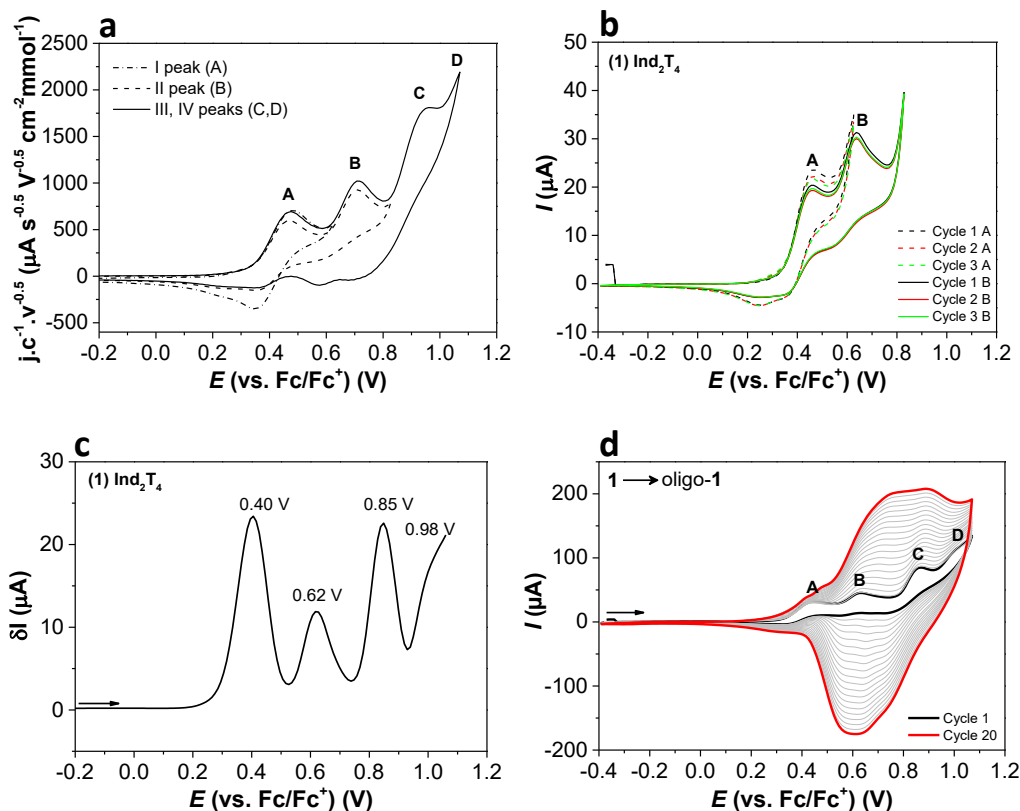 a
2500
2000
1500
1000
500
0
-500
j.c⁻¹.v⁻⁰·⁵ (µA s⁻⁰·⁵ V⁻⁰·⁵ cm⁻²mmol⁻¹)
I peak (A)
II peak (B)
III, IV peaks (C,D)
A
B
C
D
-0.2 0.0 0.2 0.4 0.6 0.8 1.0 1.2
E (vs. Fc/Fc⁺) (V)
b
50
40
30
20
10
0
-10
I (µA)
(1) Ind₂T₄
A
B
Cycle 1 A
Cycle 2 A
Cycle 3 A
Cycle 1 B
Cycle 2 B
Cycle 3 B
-0.4 -0.2 0.0 0.2 0.4 0.6 0.8 1.0 1.2
E (vs. Fc/Fc⁺) (V)
c
30
20
10
0
δI (µA)
(1) Ind₂T₄
0.40 V
0.62 V
0.85 V
0.98 V
-0.2 0.0 0.2 0.4 0.6 0.8 1.0 1.2
E (vs. Fc/Fc⁺) (V)
d
200
100
0
-100
-200
I (µA)
1 → oligo-1
A
B
C
D
Cycle 1
Cycle 20
-0.4 -0.2 0.0 0.2 0.4 0.6 0.8 1.0 1.2
E (vs. Fc/Fc⁺) (V)